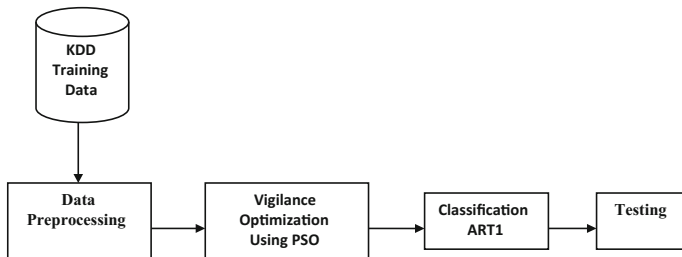 KDD
Training
Data
Data
Preprocessing
Vigilance
Optimization
Using PSO
Classification
ART1
Testing